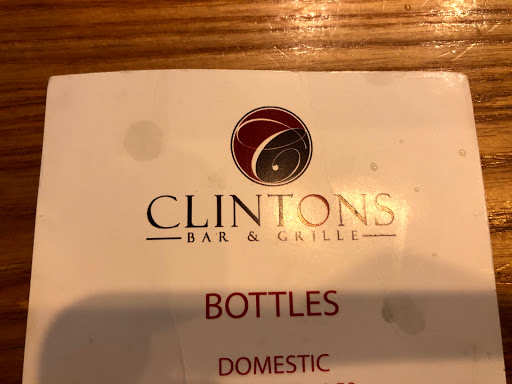 CLINTONS
BAR & GRILLE
BOTTLES
DOMESTIC